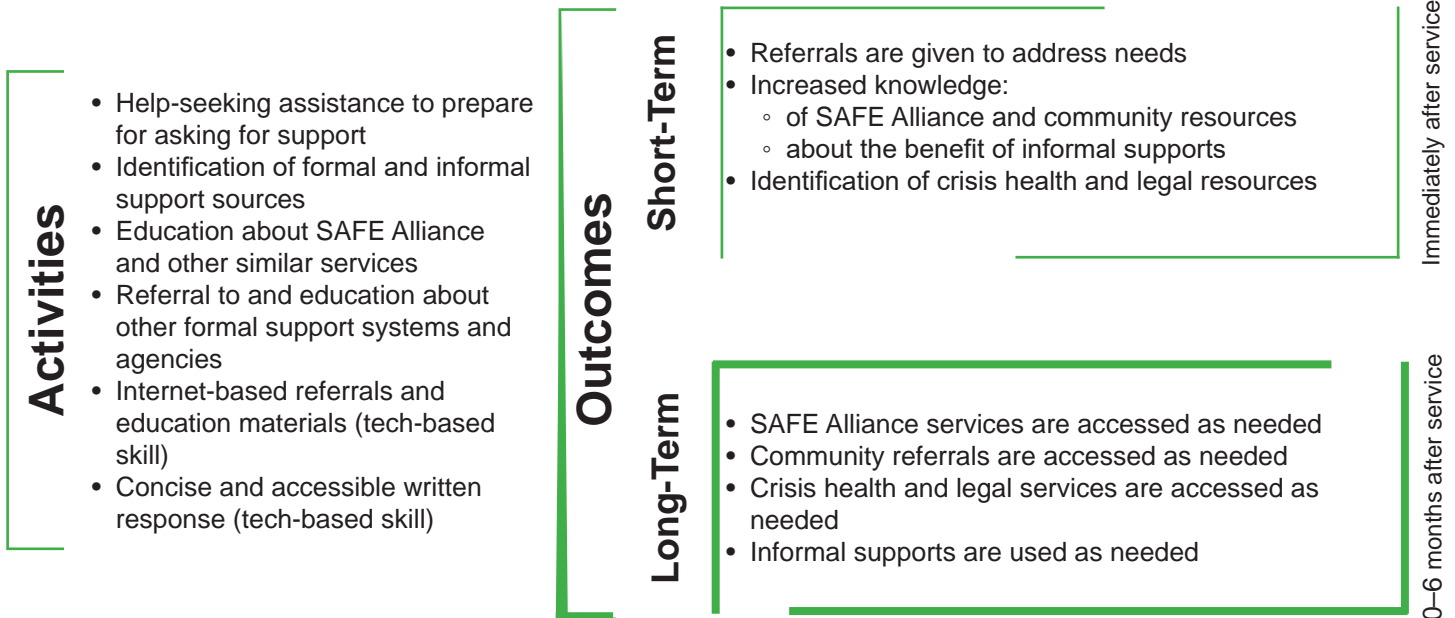 Activities
• Help-seeking assistance to prepare
for asking for support
• Identification of formal and informal
support sources
• Education about SAFE Alliance
and other similar services
• Referral to and education about
other formal support systems and
agencies
• Internet-based referrals and
education materials (tech-based
skill)
• Concise and accessible written
response (tech-based skill)
Outcomes
Short-Term
• Referrals are given to address needs
• Increased knowledge:
◦ of SAFE Alliance and community resources
◦ about the benefit of informal supports
• Identification of crisis health and legal resources
Immediately after service
Long-Term
• SAFE Alliance services are accessed as needed
• Community referrals are accessed as needed
• Crisis health and legal services are accessed as
needed
• Informal supports are used as needed
0–6 months after service